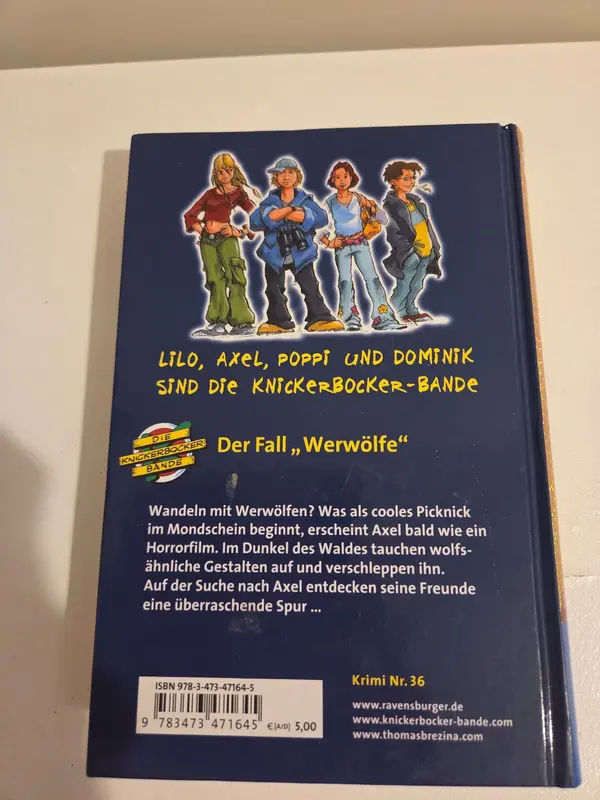 LiLO, AXEL, POPPi UND DOMiNiK
SiND DiE KNiCKERBOCKER-BANDE
DIE
KNICKERBOCKER
BANDE
Der Fall „Werwölfe“
Wandeln mit Werwölfen? Was als cooles Picknick
im Mondschein beginnt, erscheint Axel bald wie ein
Horrorfilm. Im Dunkel des Waldes tauchen wolfs-
ähnliche Gestalten auf und verschleppen ihn.
Auf der Suche nach Axel entdecken seine Freunde
eine überraschende Spur ...
ISBN 978-3-473-47164-5
9 783473 471645
€ (A/D) 5,00
Krimi Nr. 36
www.ravensburger.de
www.knickerbocker-bande.com
www.thomasbrezina.com